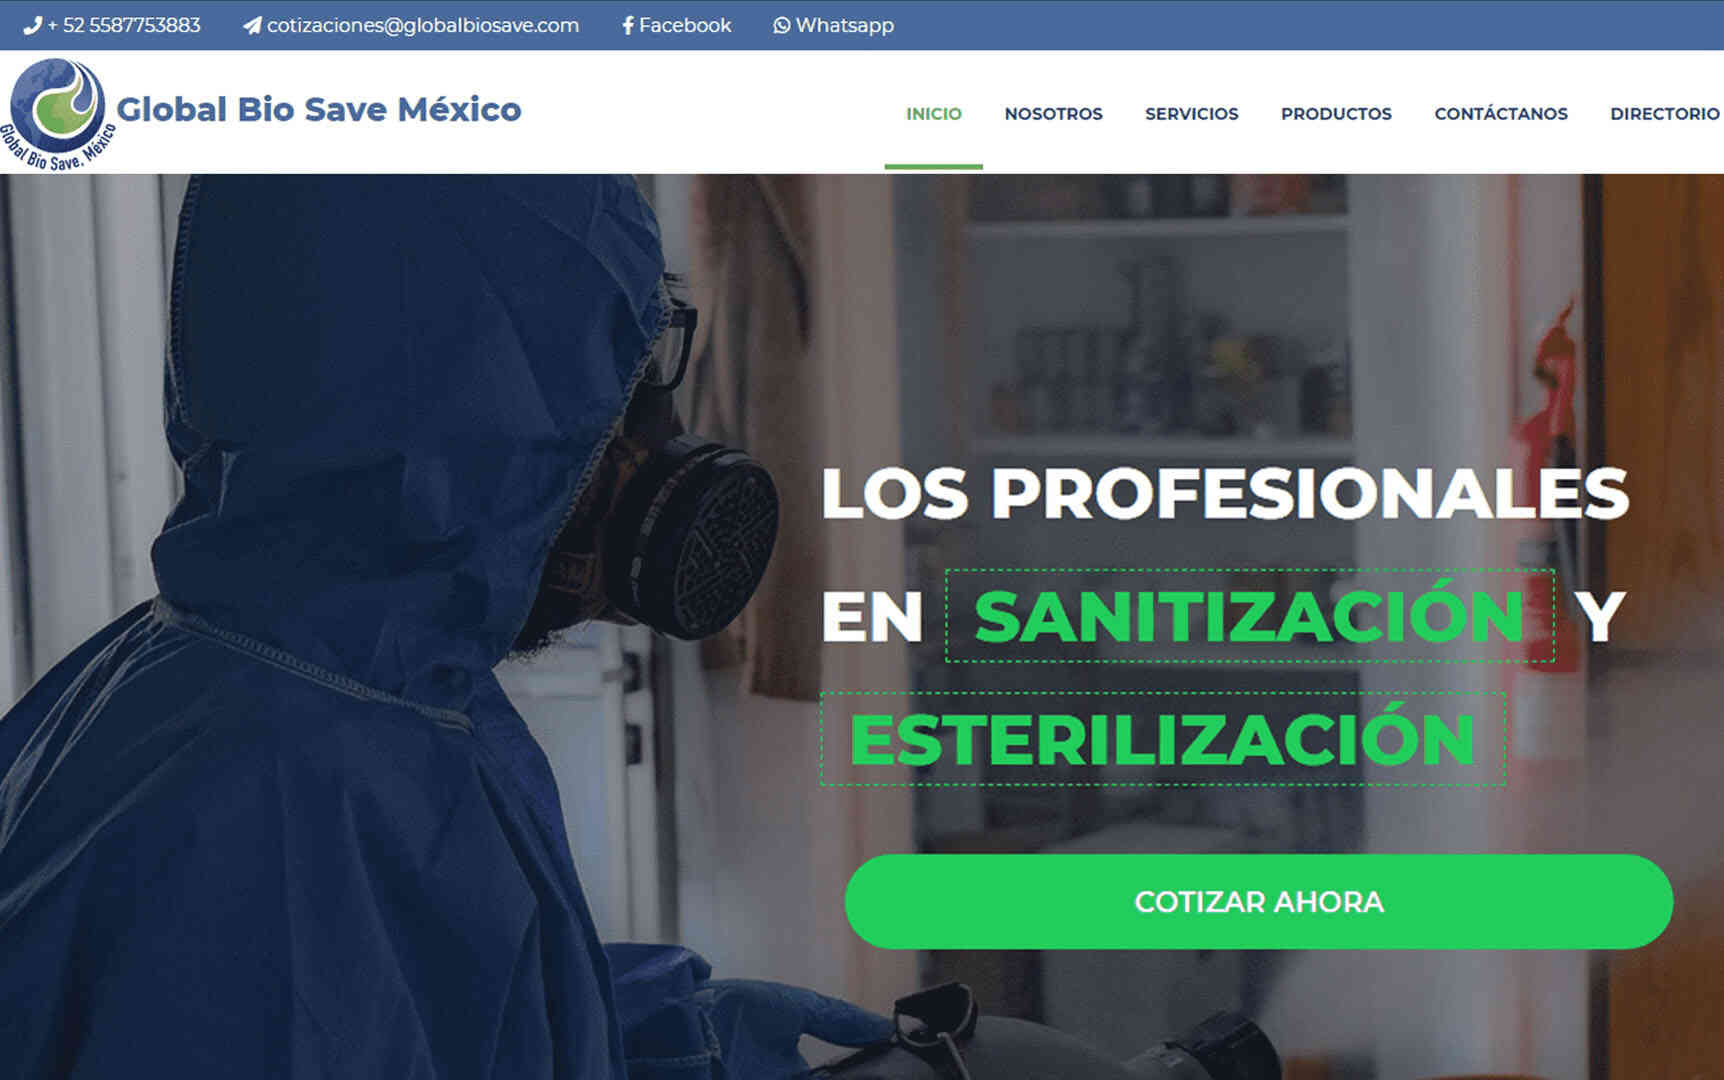 + 52 5587753883 cotizaciones@globalbiosave.com Facebook Whatsapp
Global Bio Save México
Global Bio Save, México
INICIO NOSOTROS SERVICIOS PRODUCTOS CONTÁCTANOS DIRECTORIO
LOS PROFESIONALES
EN SANITIZACIÓN Y
ESTERILIZACIÓN
COTIZAR AHORA